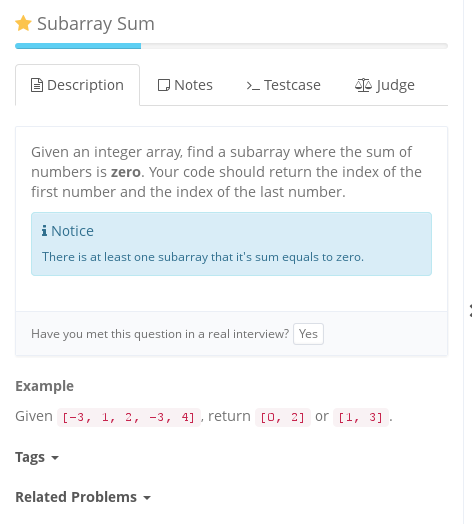 Subarray Sum
Description
Notes
>_ Testcase
Judge
Given an integer array, find a subarray where the sum of
numbers is zero. Your code should return the index of the
first number and the index of the last number.
Notice
There is at least one subarray that it's sum equals to zero.
Have you met this question in a real interview? Yes
Example
Given [-3, 1, 2, -3, 4], return [0, 2] or [1, 3].
Tags
Related Problems